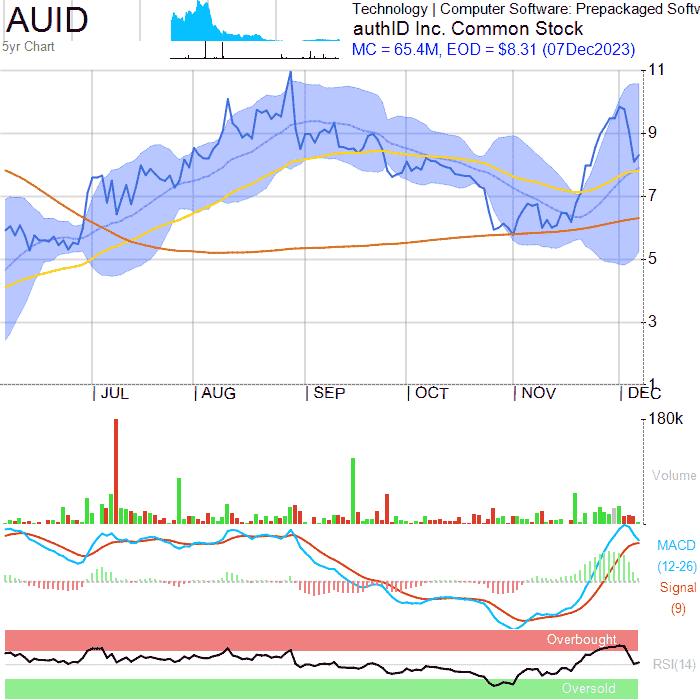 AUID
5yr Chart
Technology | Computer Software: Prepackaged Softw
authID Inc. Common Stock
MC = 65.4M, EOD = $8.31 (07Dec2023)
11
9
7
5
3
1
JUL AUG SEP OCT NOV DEC
180k
Volume
MACD
(12-26)
Signal
(9)
Overbought
RSI(14)
Oversold